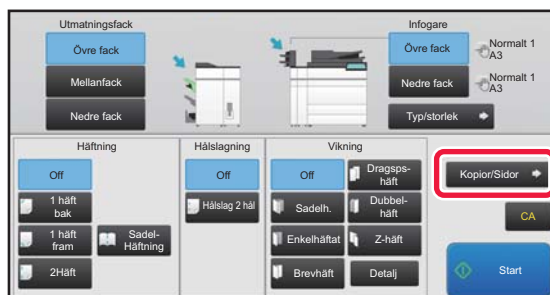 Utmatningsfack
Infogare
Övre fack
Mellanfack
Nedre fack
Övre fack
Normalt 1
A3
Nedre fack
Normalt 1
A3
Typ/storlek
Häftning
Off
1 häft
bak
1 häft
fram
Sadel-
Häftning
2Häft
Hålslagning
Off
Hålslag 2 hål
Vikning
Off
Dragsps-
häft
Sadelh.
Dubbel-
häft
Enkelhäftat
Z-häft
Brevhäft
Detalj
Kopior/Sidor
CA
Start